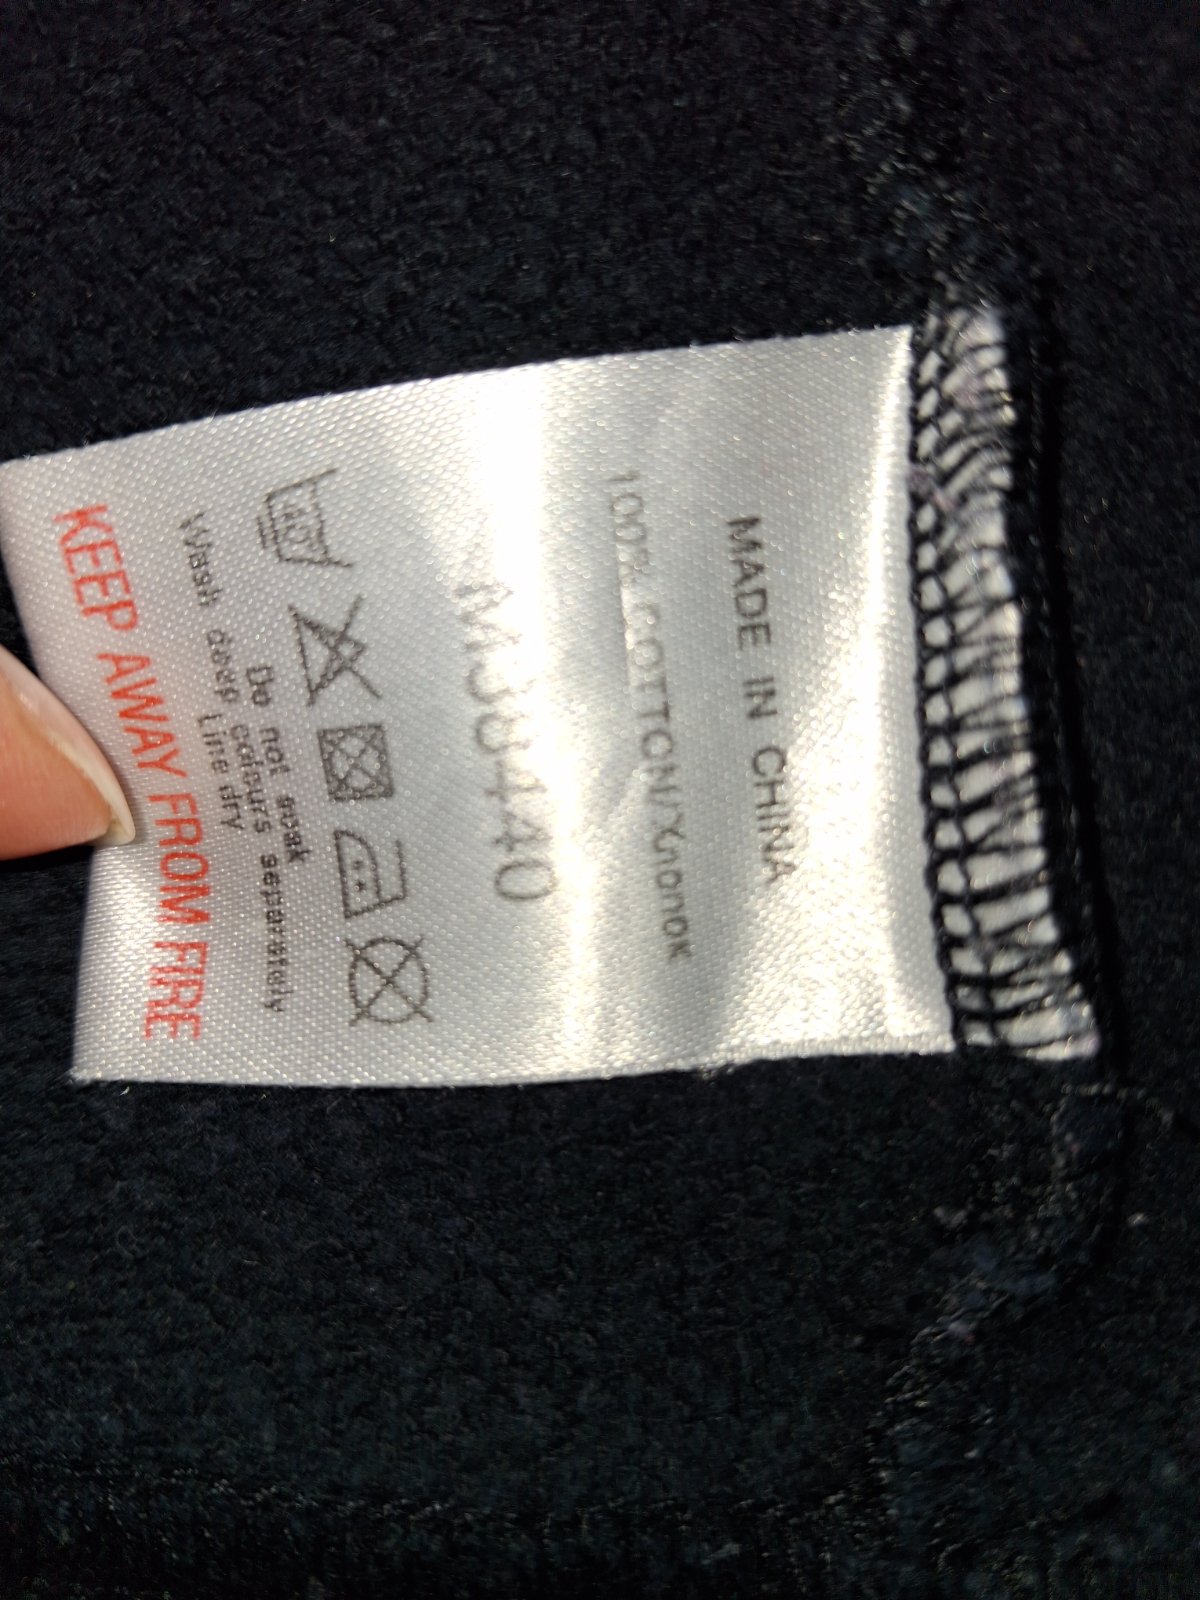 MADE IN CHINA
100% COTTON/ХЛОПОК
40°
Do not soak
Wash deep colours separately
Line dry
KEEP AWAY FROM FIRE